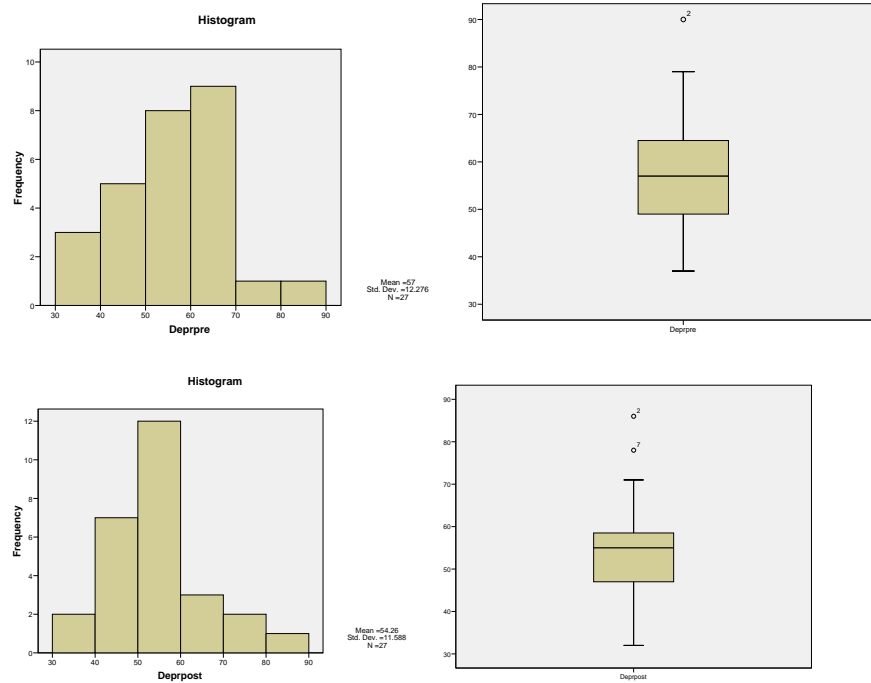 Histogram
Frequency
10
8
6
4
2
0
30 40 50 60 70 80 90
Deprpre
Mean =57
Std. Dev. =12.276
N =27
90
80
70
60
50
40
30
2
Deprpre
Histogram
Frequency
12
10
8
6
4
2
0
30 40 50 60 70 80 90
Deprpost
Mean =54.26
Std. Dev. =11.588
N =27
90
80
70
60
50
40
30
2
7
Deprpost